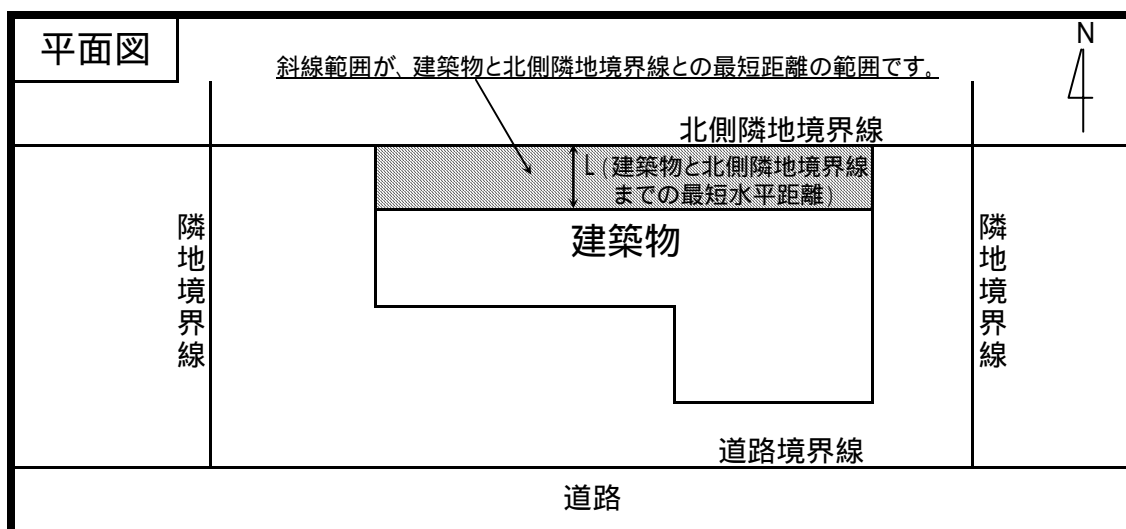 平面図
N
斜線範囲が、建築物と北側隣地境界線との最短距離の範囲です。
北側隣地境界線
L（建築物と北側隣地境界線
までの最短水平距離）
建築物
隣地境界線
隣地境界線
道路境界線
道路